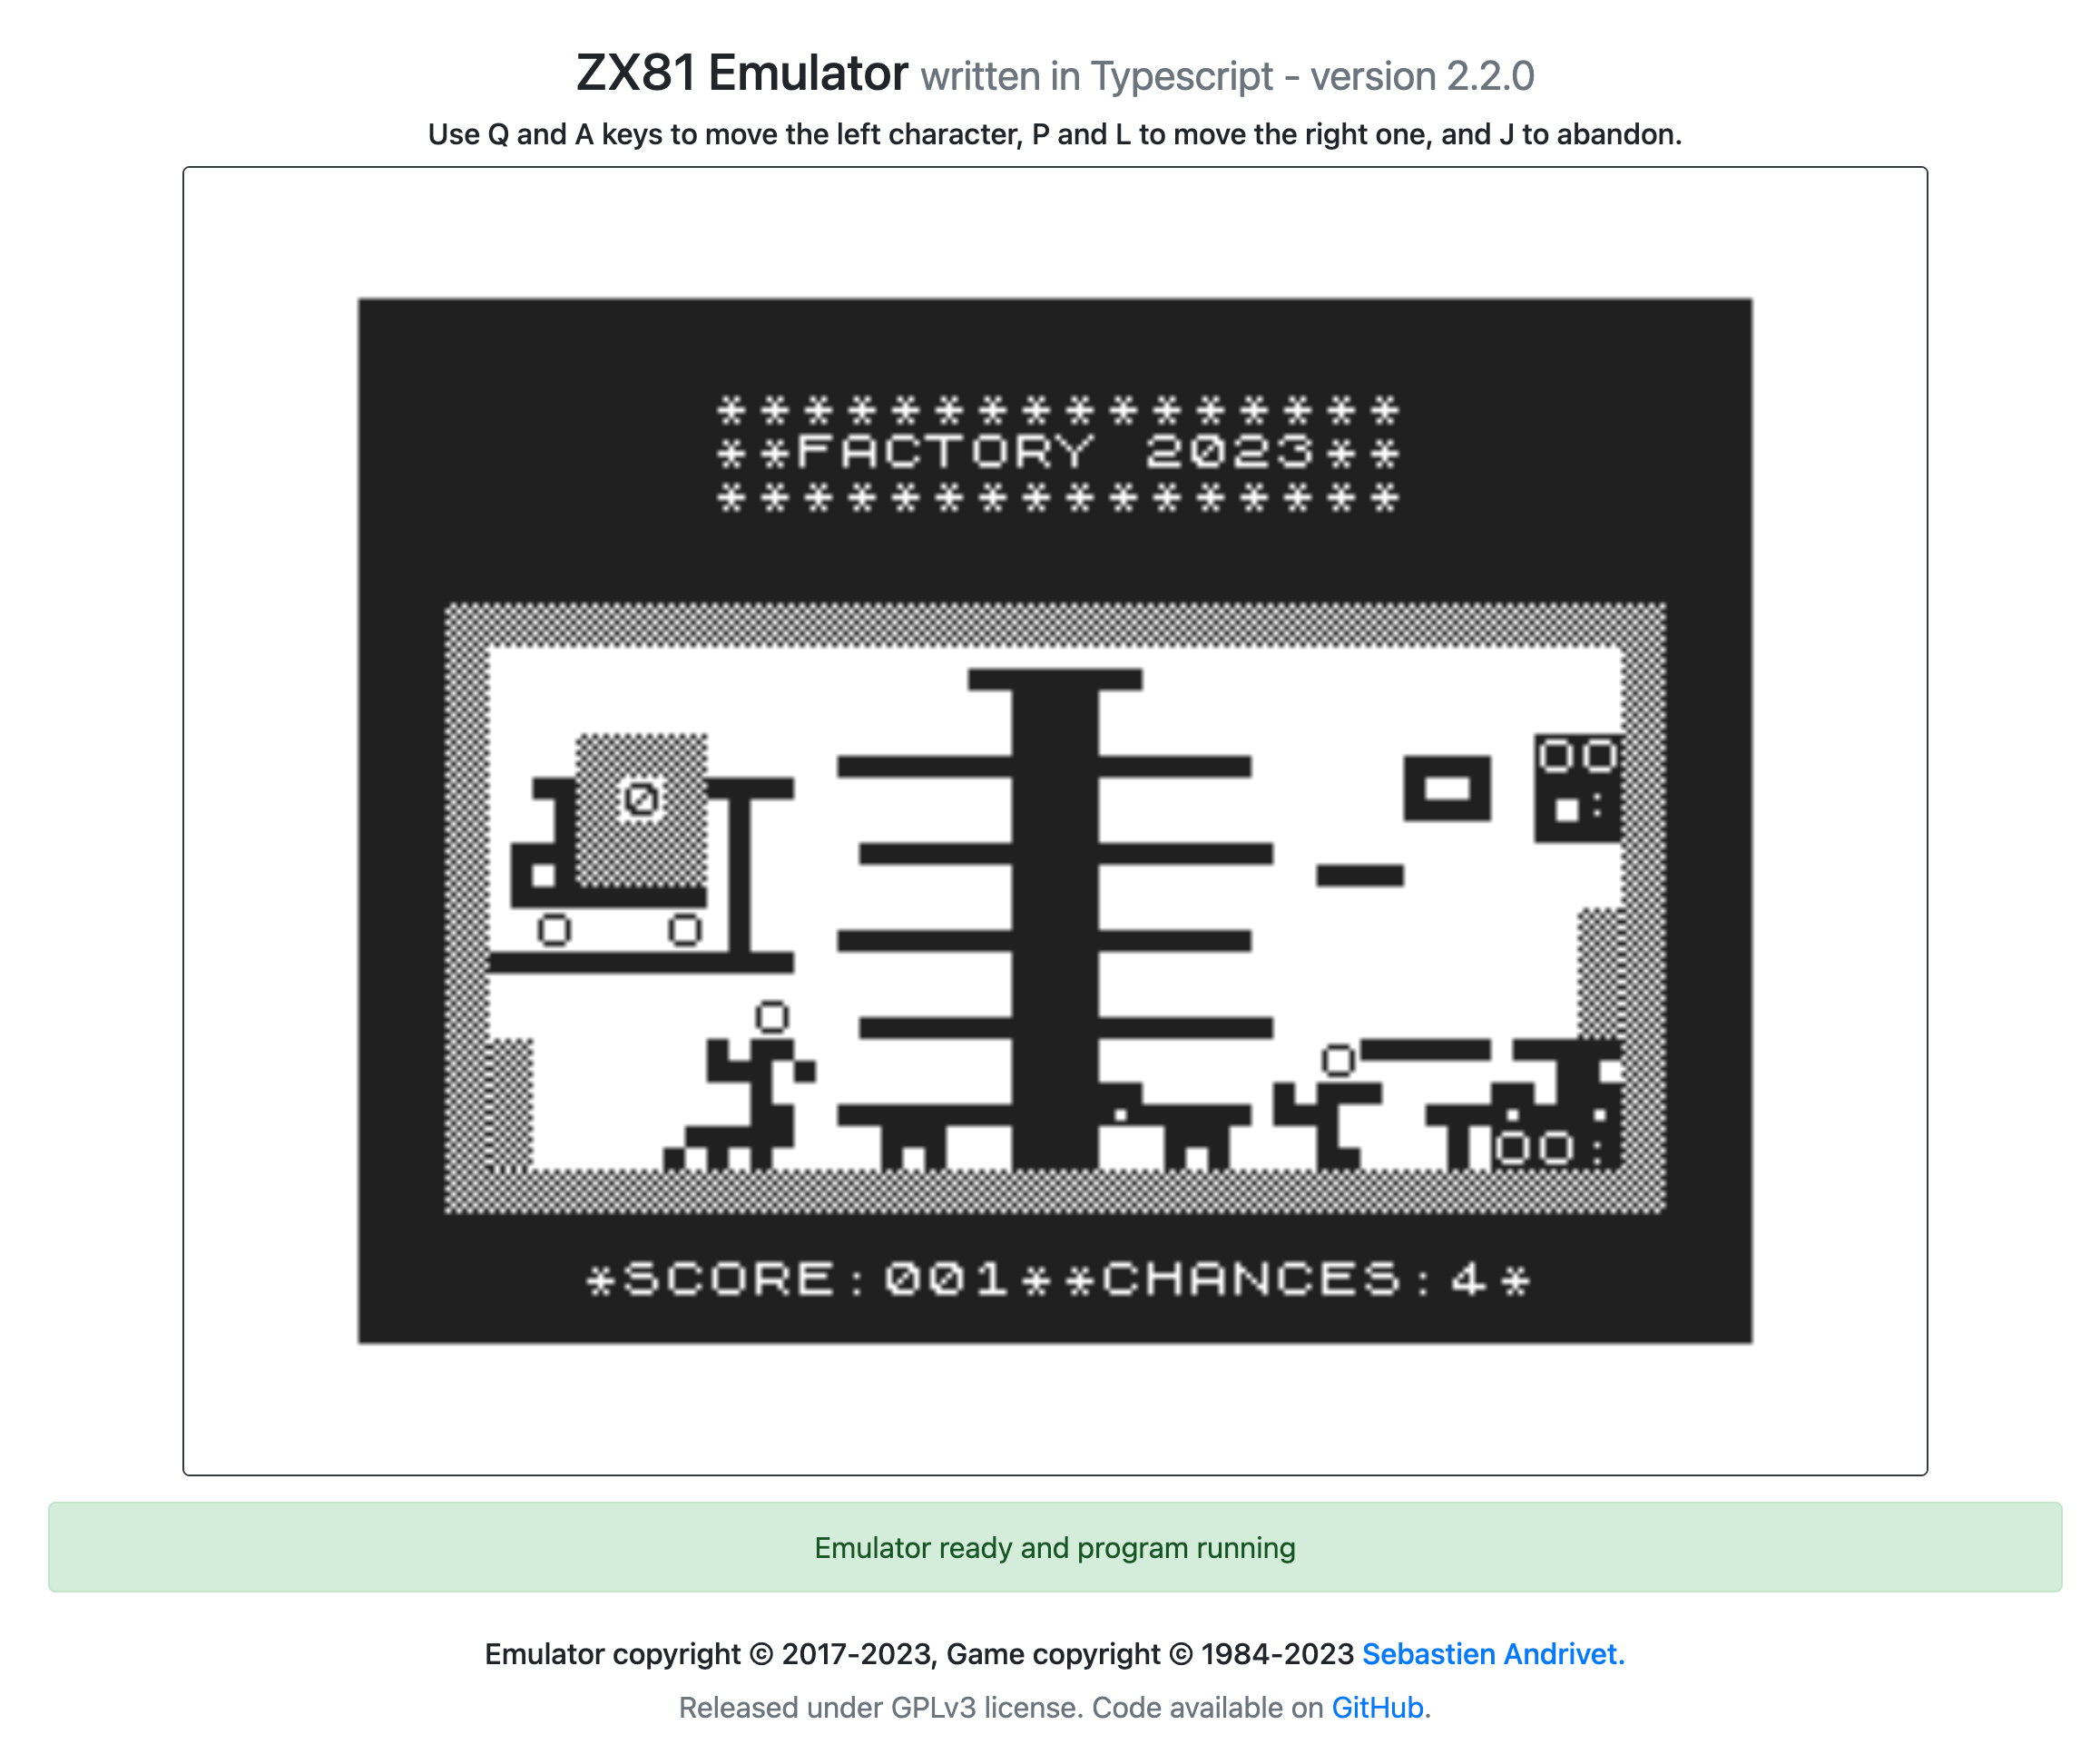 ZX81 Emulator written in Typescript - version 2.2.0
Use Q and A keys to move the left character, P and L to move the right one, and J to abandon.
****************
**FACTORY 2023**
****************
0
*SCORE:001**CHANCES:4*
Emulator ready and program running
Emulator copyright © 2017-2023, Game copyright © 1984-2023 Sebastien Andrivet.
Released under GPLv3 license. Code available on GitHub.